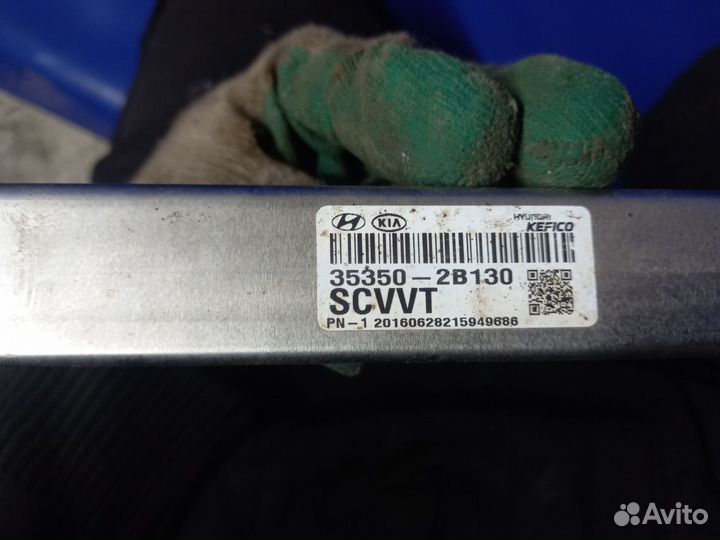 KIA
HYUNDAI
KEFICO
35350-2B130
SCVVT
PN-1 20160628215949686
Avito